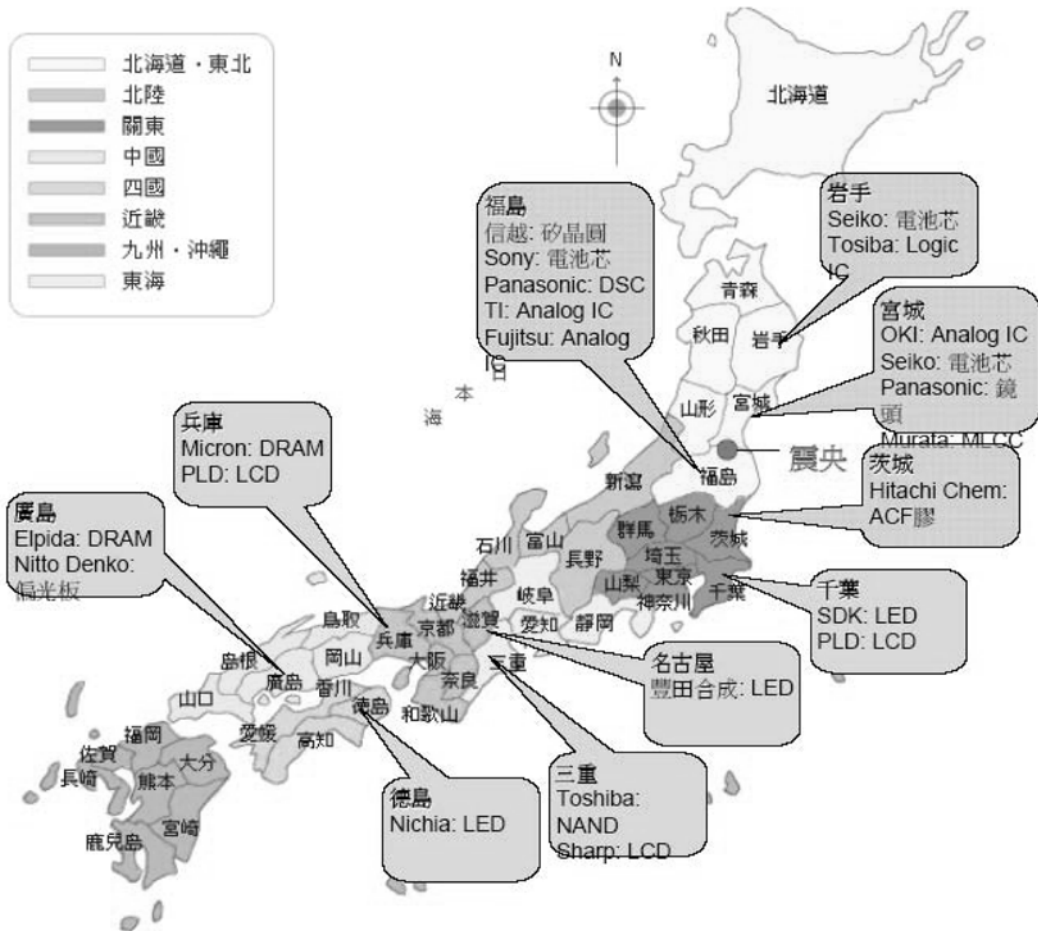 北海道・東北
北陸
關東
中國
四國
近畿
九州・沖繩
東海
N
北海道
福島
信越: 矽晶圓
Sony: 電池芯
Panasonic: DSC
TI: Analog IC
Fujitsu: Analog
IC
岩手
Seiko: 電池芯
Tosiba: Logic
IC
宮城
OKI: Analog IC
Seiko: 電池芯
Panasonic: 鏡
頭
Murata: MLCC
茨城
Hitachi Chem:
ACF膠
千葉
SDK: LED
PLD: LCD
名古屋
豐田合成: LED
三重
Toshiba:
NAND
Sharp: LCD
德島
Nichia: LED
兵庫
Micron: DRAM
PLD: LCD
廣島
Elpida: DRAM
Nitto Denko:
偏光板
日
本
海
震央
青森
秋田
岩手
山形
宮城
福島
新瀉
群馬
栃木
茨城
埼玉
東京
山梨
神奈川
千葉
石川
富山
長野
福井
岐阜
近畿
滋賀
愛知
靜岡
京都
兵庫
鳥取
大阪
三重
奈良
和歌山
島根
岡山
廣島
香川
德島
山口
愛媛
高知
福岡
佐賀
大分
長崎
熊本
宮崎
鹿兒島